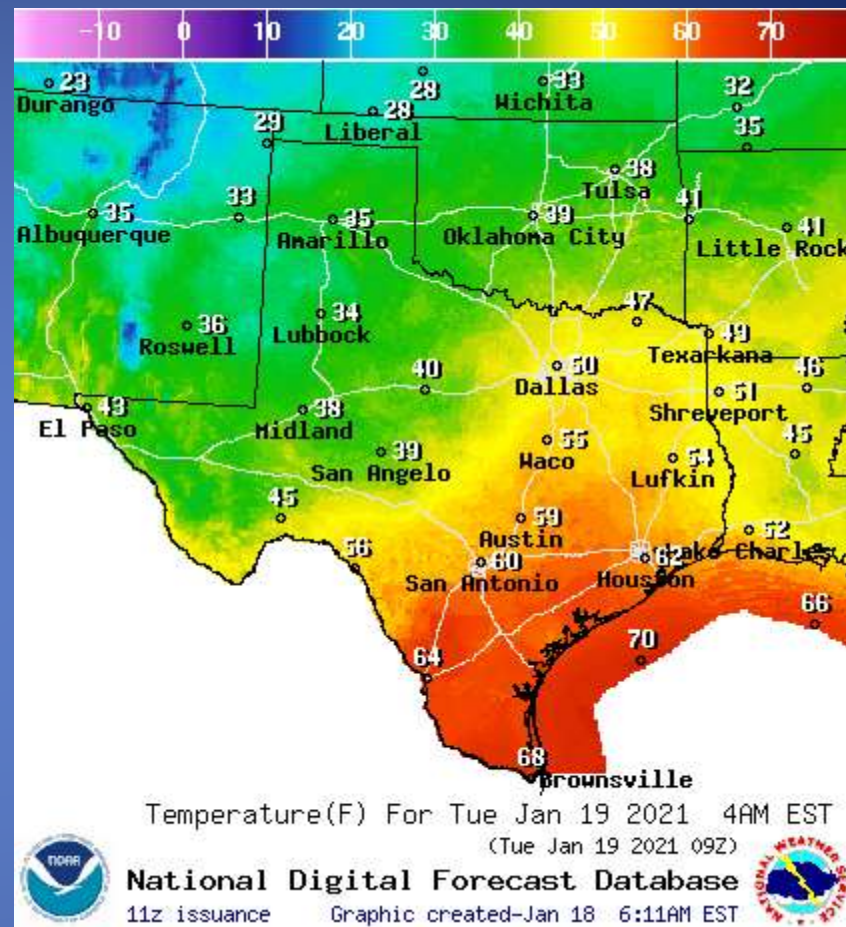 -10 0 10 20 30 40 50 60 70
23 28 33 32
Durango Wichita
28
Liberal
29 35
38
Tulsa
35 33 35 39 41 41
Albuquerque Amarillo Oklahoma City Little Rock
36 34 47 49
Roswell Lubbock Texarkana
50
Dallas
43 38 40 51 46
El Paso Midland Shreveport
39 55 54 45
San Angelo Waco Lufkin
45 59 52
Austin Lake Charles
56 60 62
San Antonio Houston
66
64 70
68
Brownsville
Temperature(F) For Tue Jan 19 2021 4AM EST
(Tue Jan 19 2021 09Z)
NOAA
National Digital Forecast Database
11z issuance Graphic created-Jan 18 6:11AM EST
NATIONAL WEATHER SERVICE